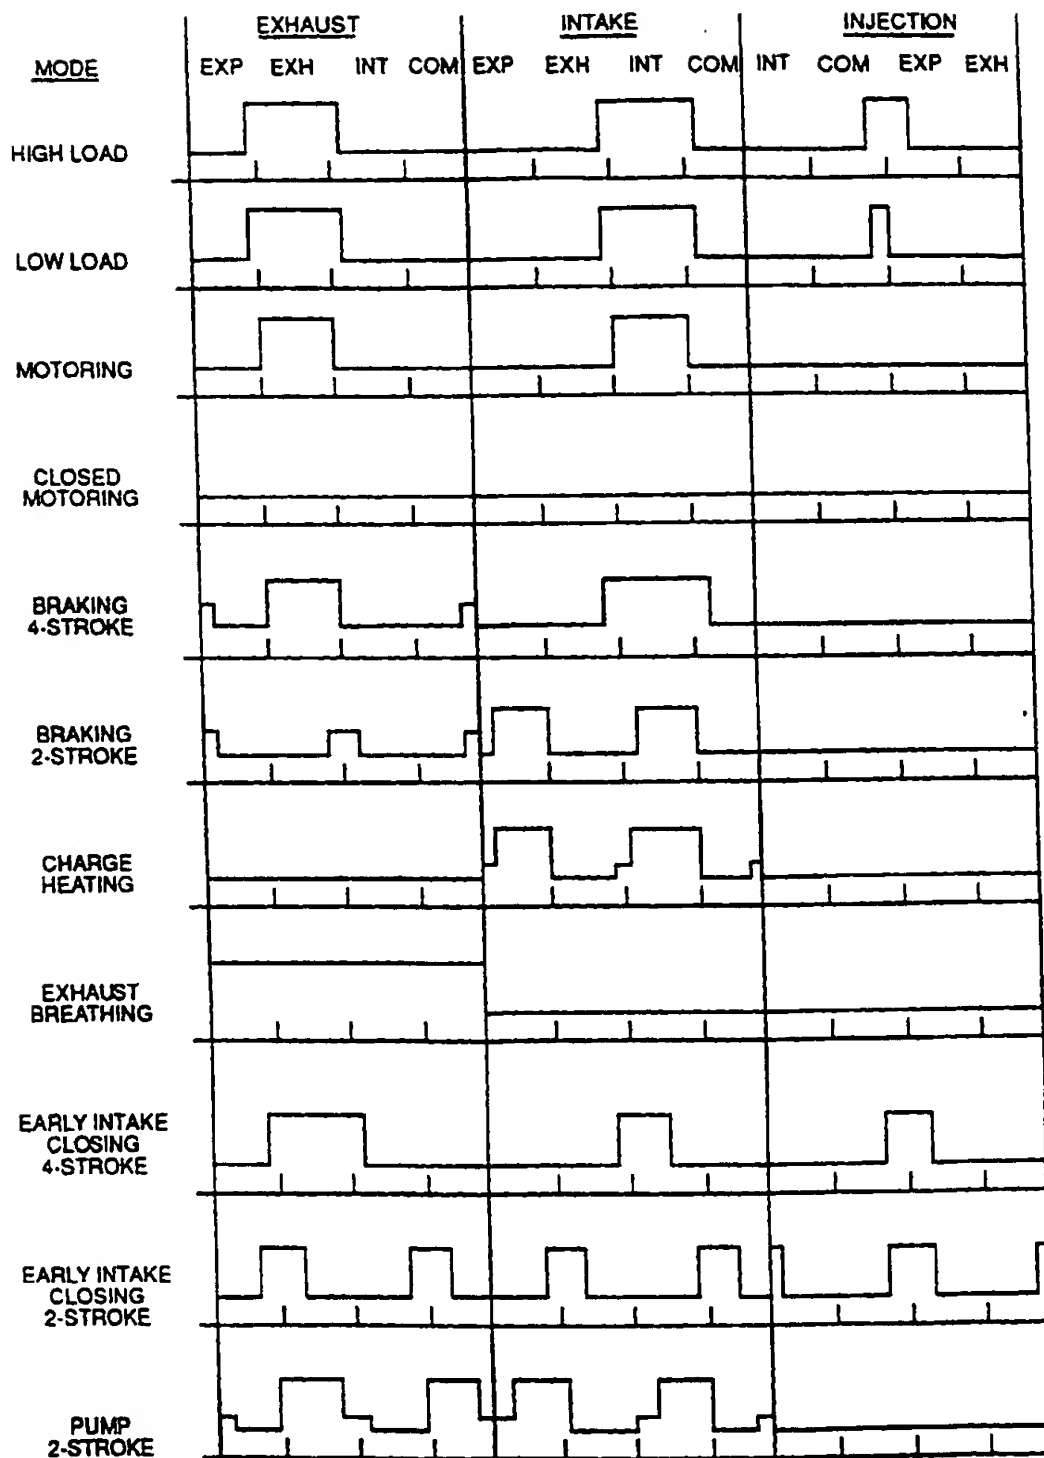 EXHAUST INTAKE INJECTION
MODE EXP EXH INT COM EXP EXH INT COM INT COM EXP EXH
HIGH LOAD
LOW LOAD
MOTORING
CLOSED
MOTORING
BRAKING
4-STROKE
BRAKING
2-STROKE
CHARGE
HEATING
EXHAUST
BREATHING
EARLY INTAKE
CLOSING
4-STROKE
EARLY INTAKE
CLOSING
2-STROKE
PUMP
2-STROKE